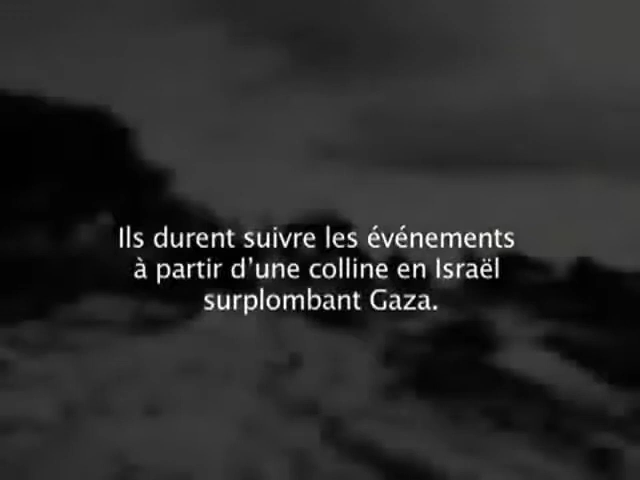 Ils durent suivre les événements
à partir d’une colline en Israël
surplombant Gaza.